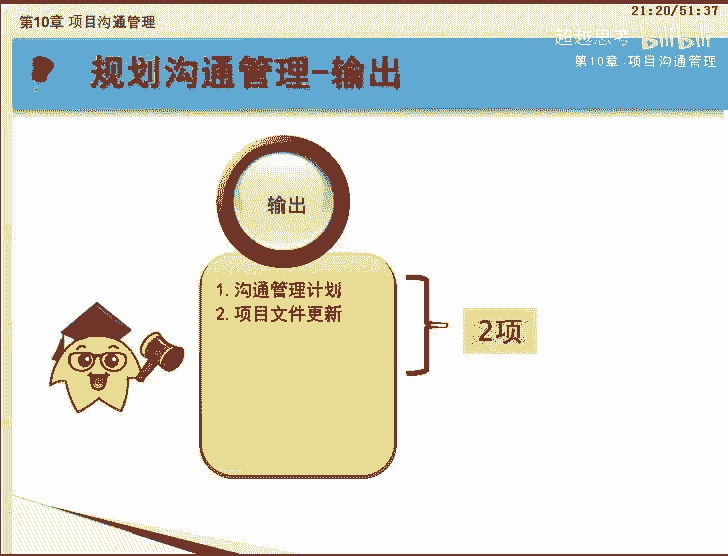 第10章 项目沟通管理
21:20/51:37
超越思考 bilibili
第10章.项目沟通管理
规划沟通管理-输出
输出
1. 沟通管理计划
2. 项目文件更新
2项